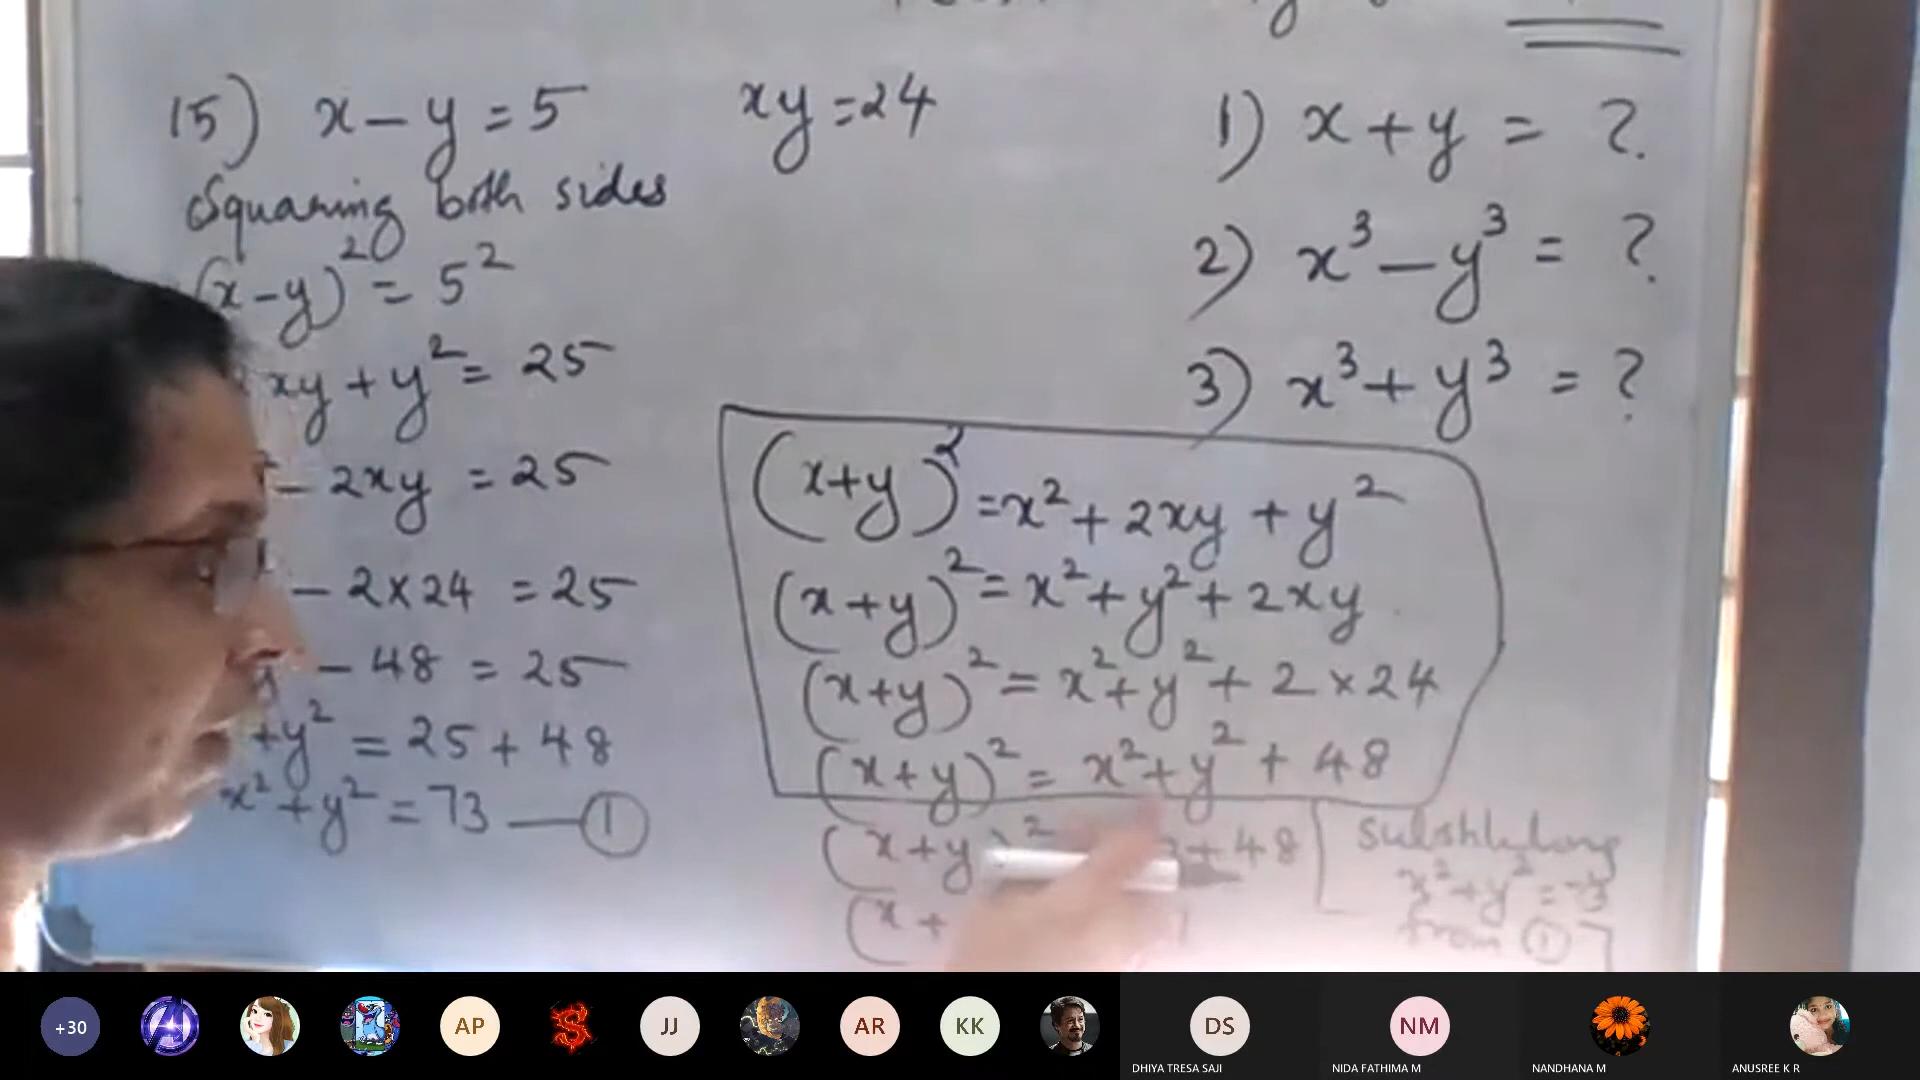 15) x – y = 5 xy = 24
Squaring both sides
(x – y)² = 5²
xy + y² = 25
– 2xy = 25
– 2×24 = 25
– 48 = 25
+ y² = 25 + 48
x² + y² = 73 — ①
1) x + y = ?
2) x³ – y³ = ?
3) x³ + y³ = ?
(x+y)² = x² + 2xy + y²
(x+y)² = x² + y² + 2xy
(x+y)² = x² + y² + 2 × 24
(x+y)² = x² + y² + 48
(x+y)² + 48
(x +
x² + y² =
from ①
+30
AP
S
JJ
AR
KK
DS
NM
DHIYA TRESA SAJI
NIDA FATHIMA M
NANDHANA M
ANUSREE K R